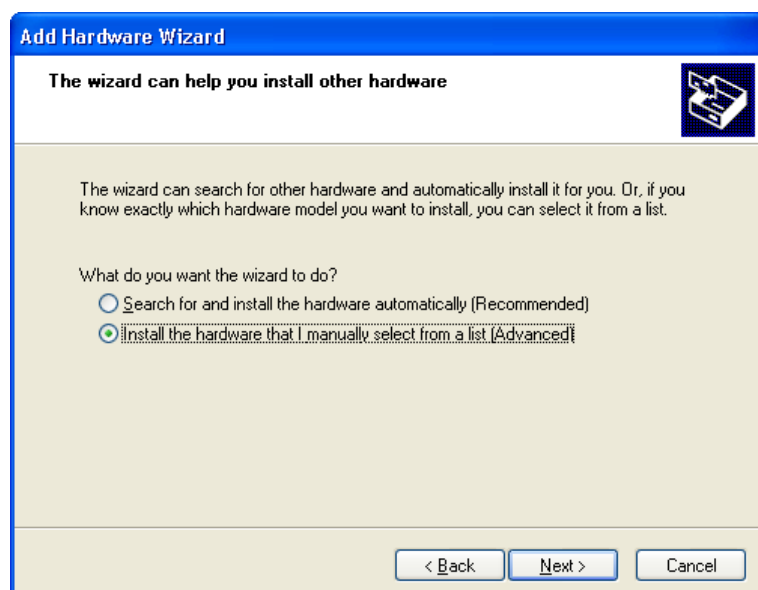 Add Hardware Wizard
The wizard can help you install other hardware
The wizard can search for other hardware and automatically install it for you. Or, if you
know exactly which hardware model you want to install, you can select it from a list.
What do you want the wizard to do?
Search for and install the hardware automatically (Recommended)
Install the hardware that I manually select from a list (Advanced)
< Back Next > Cancel